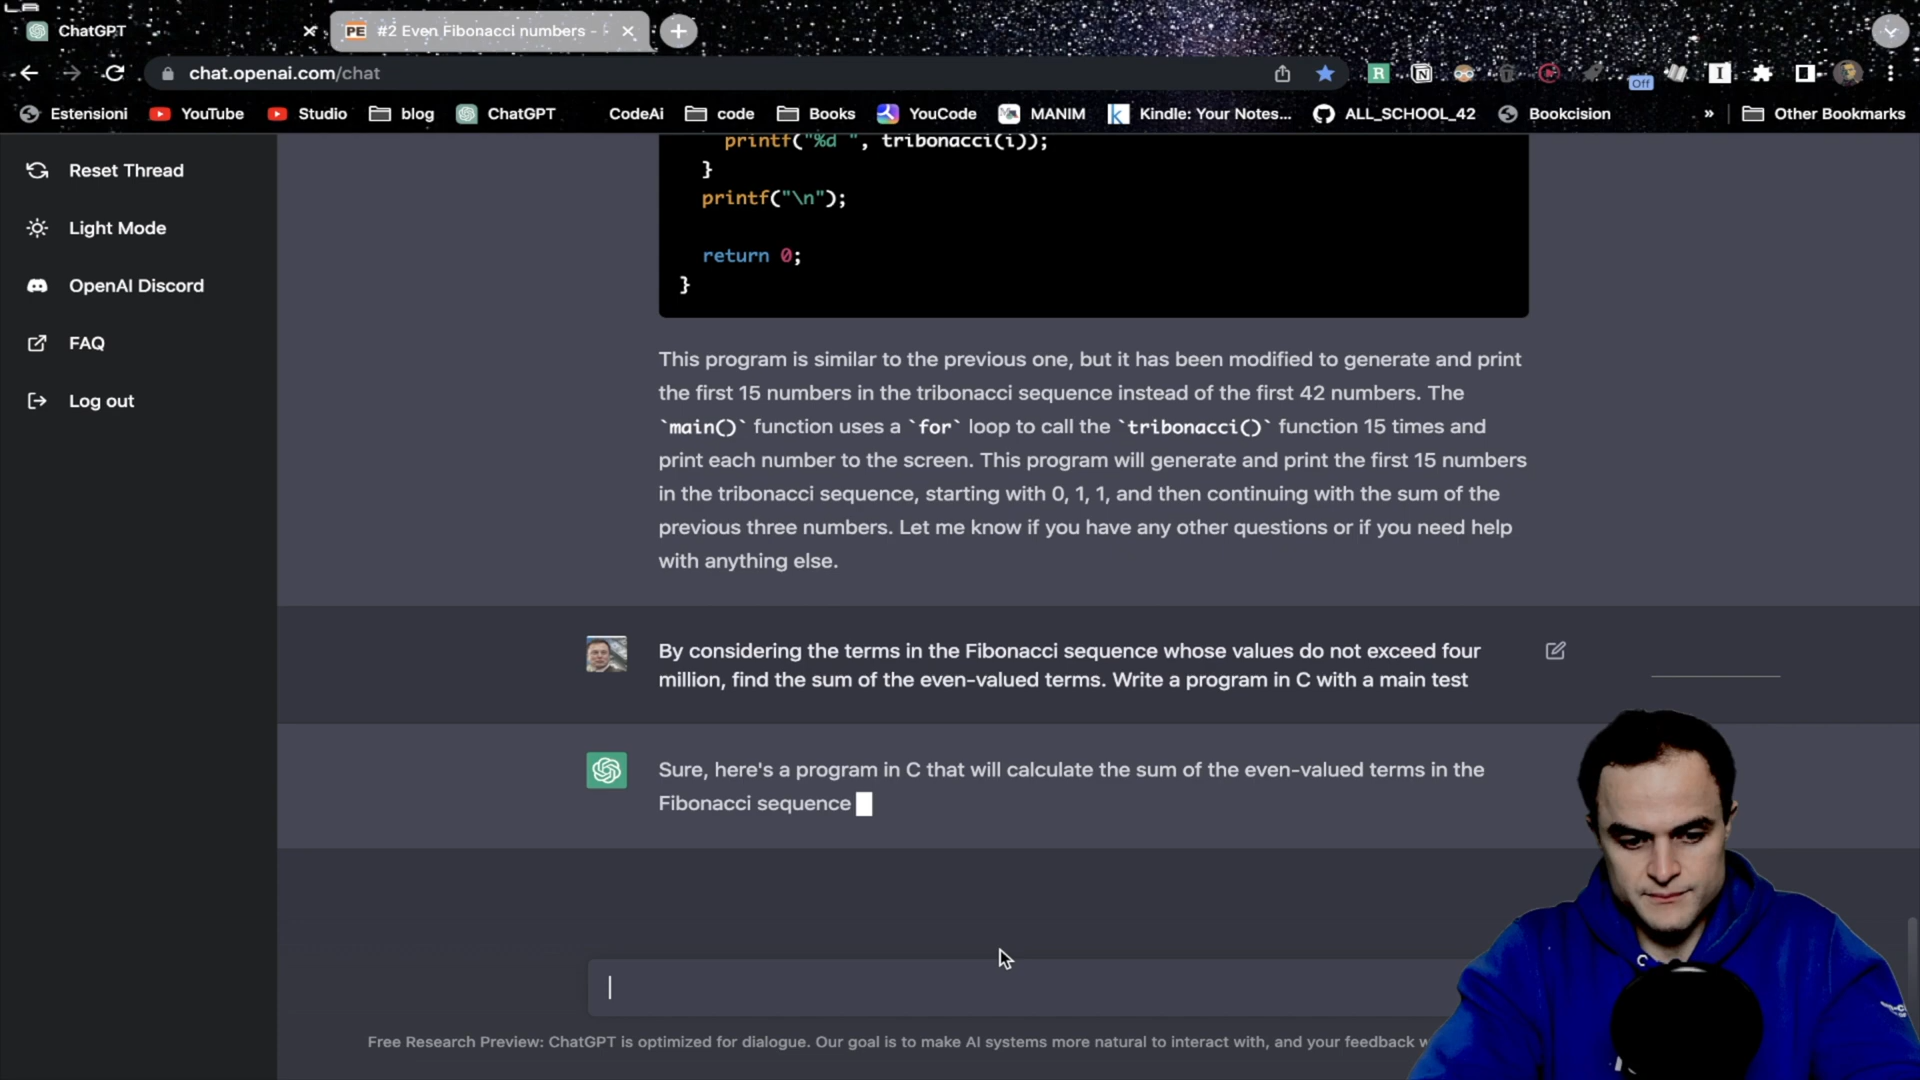 ChatGPT
PE #2 Even Fibonacci numbers -
chat.openai.com/chat
Off
Estensioni YouTube Studio blog ChatGPT CodeAi code Books YouCode MANIM Kindle: Your Notes... ALL_SCHOOL_42 Bookcision » Other Bookmarks
Reset Thread
Light Mode
OpenAI Discord
FAQ
Log out
printf("%d ", tribonacci(i));
}
printf("\n");
return 0;
}
This program is similar to the previous one, but it has been modified to generate and print
the first 15 numbers in the tribonacci sequence instead of the first 42 numbers. The
`main()` function uses a `for` loop to call the `tribonacci()` function 15 times and
print each number to the screen. This program will generate and print the first 15 numbers
in the tribonacci sequence, starting with 0, 1, 1, and then continuing with the sum of the
previous three numbers. Let me know if you have any other questions or if you need help
with anything else.
By considering the terms in the Fibonacci sequence whose values do not exceed four
million, find the sum of the even-valued terms. Write a program in C with a main test
Sure, here's a program in C that will calculate the sum of the even-valued terms in the
Fibonacci sequence
Free Research Preview: ChatGPT is optimized for dialogue. Our goal is to make AI systems more natural to interact with, and your feedback